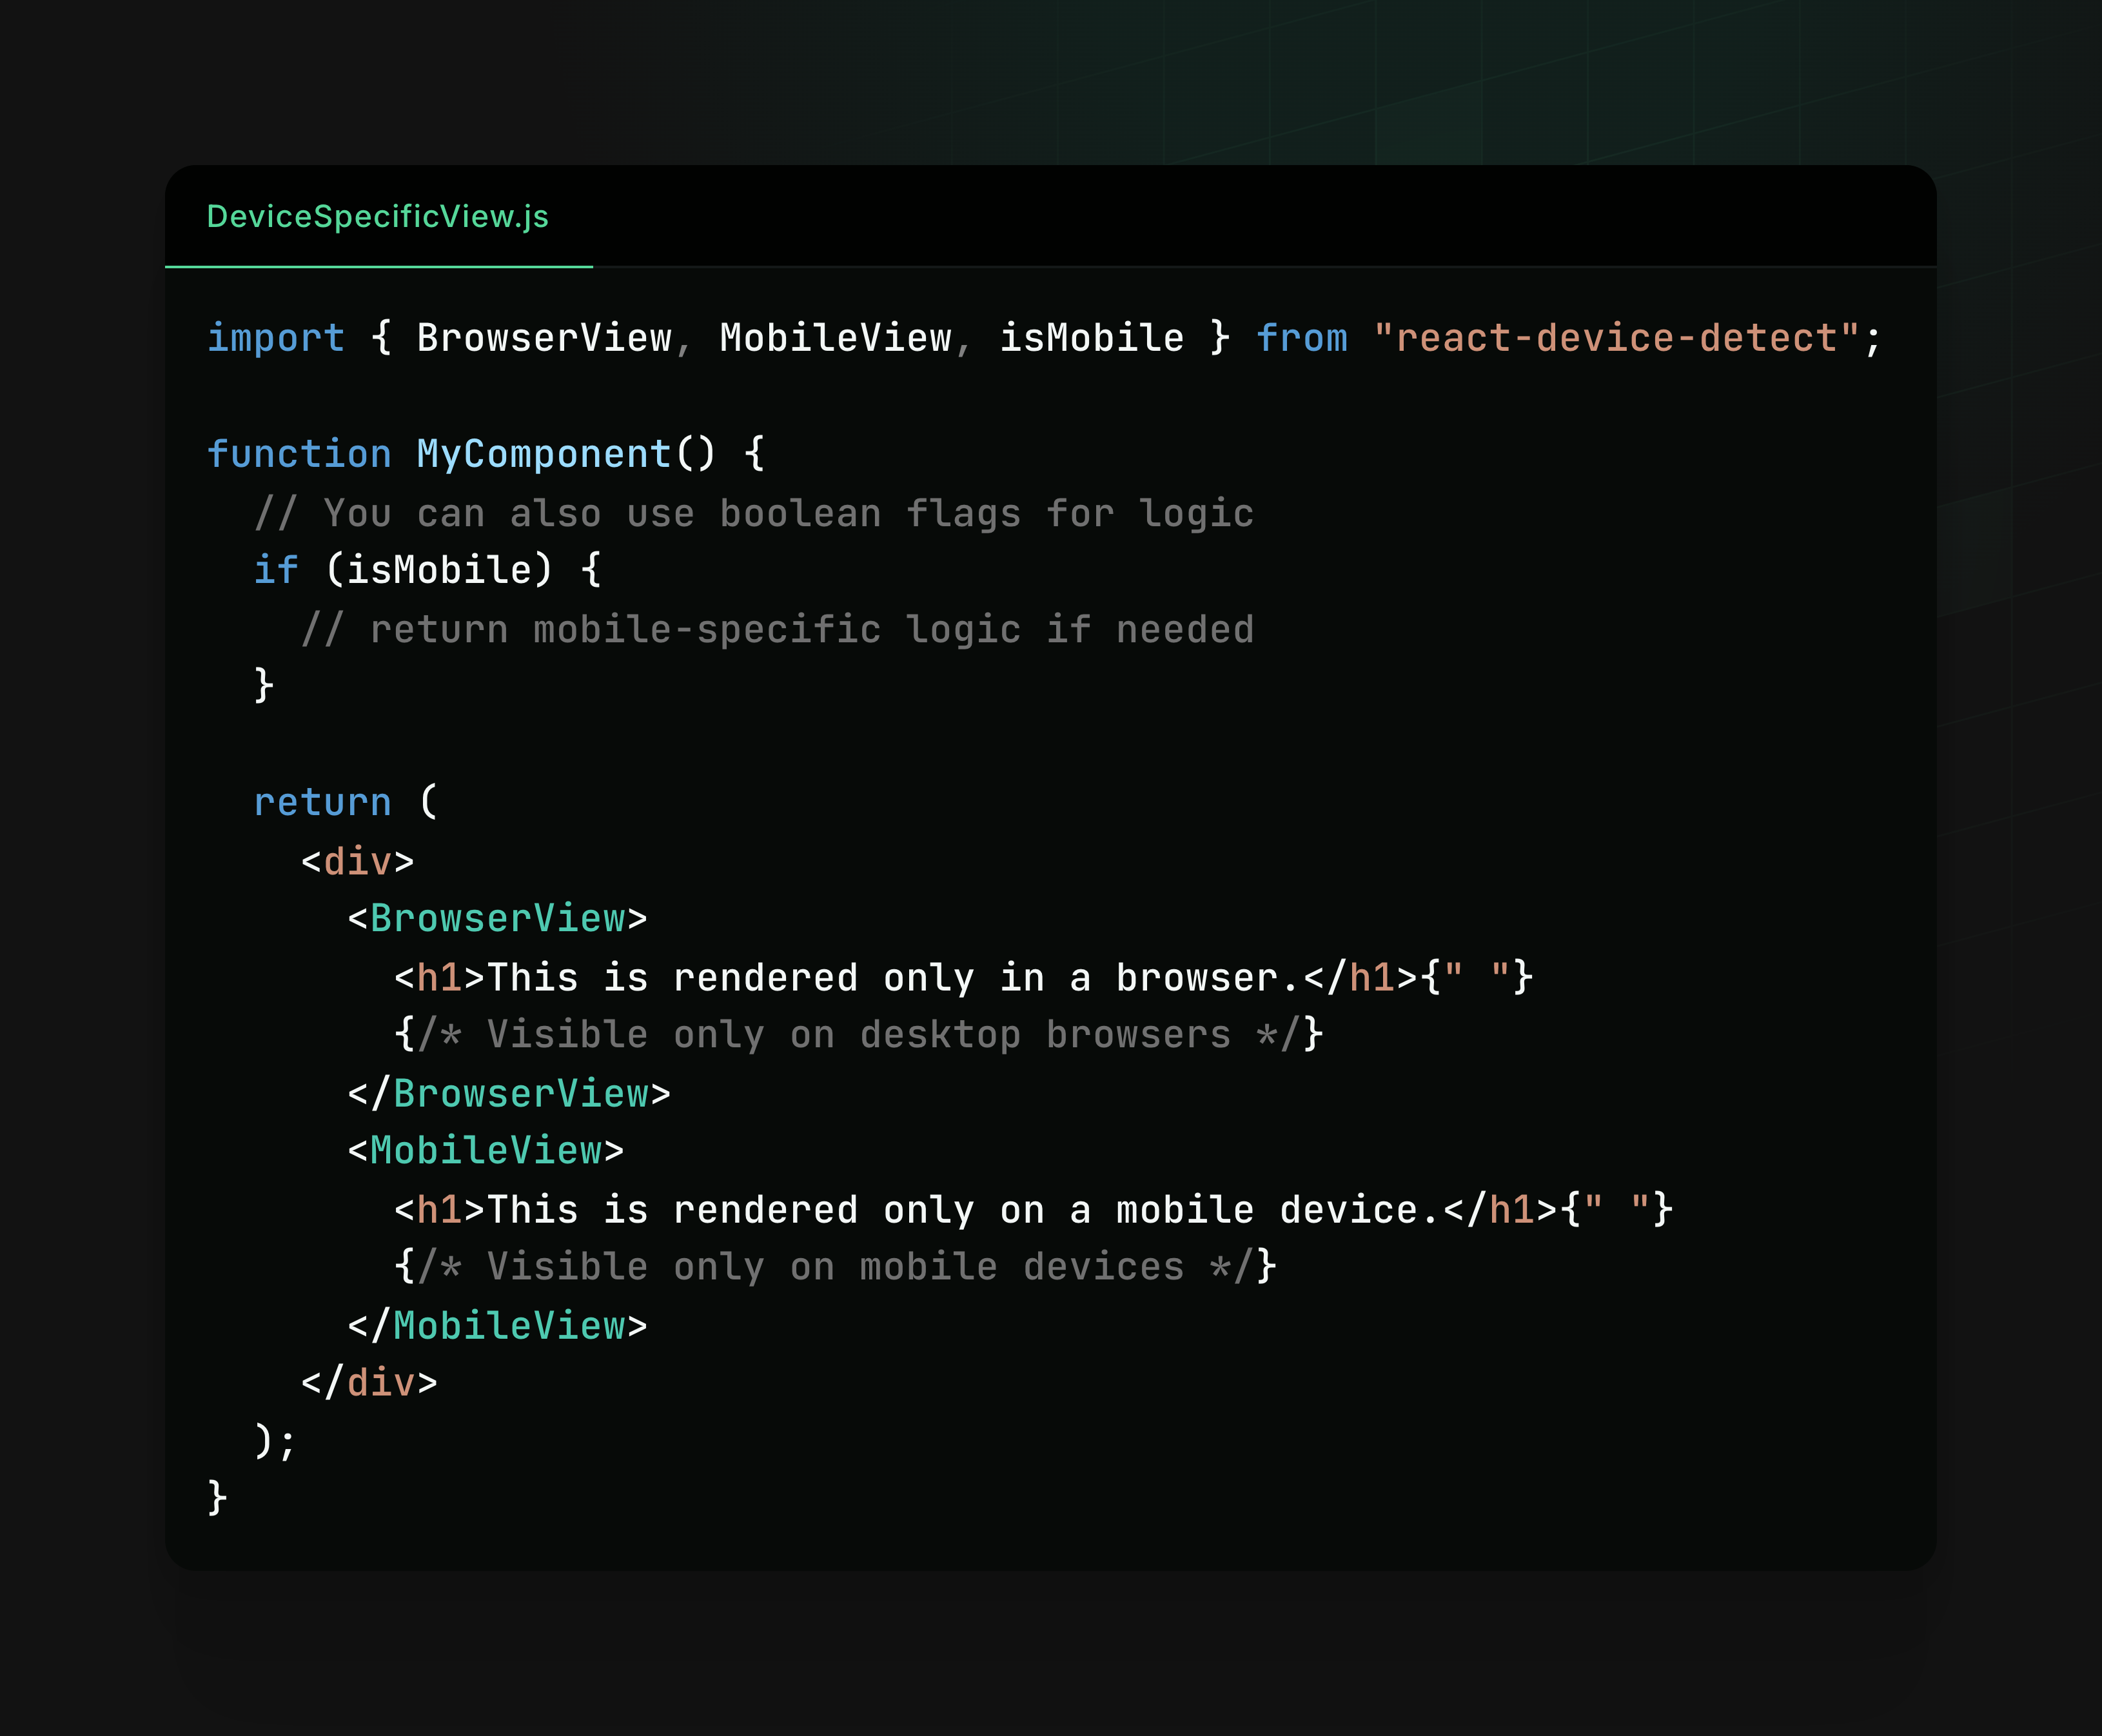 DeviceSpecificView.js
import { BrowserView, MobileView, isMobile } from "react-device-detect";
function MyComponent() {
// You can also use boolean flags for logic
if (isMobile) {
// return mobile-specific logic if needed
}
return (
<div>
<BrowserView>
<h1>This is rendered only in a browser.</h1>{" "}
{/* Visible only on desktop browsers */}
</BrowserView>
<MobileView>
<h1>This is rendered only on a mobile device.</h1>{" "}
{/* Visible only on mobile devices */}
</MobileView>
</div>
);
}